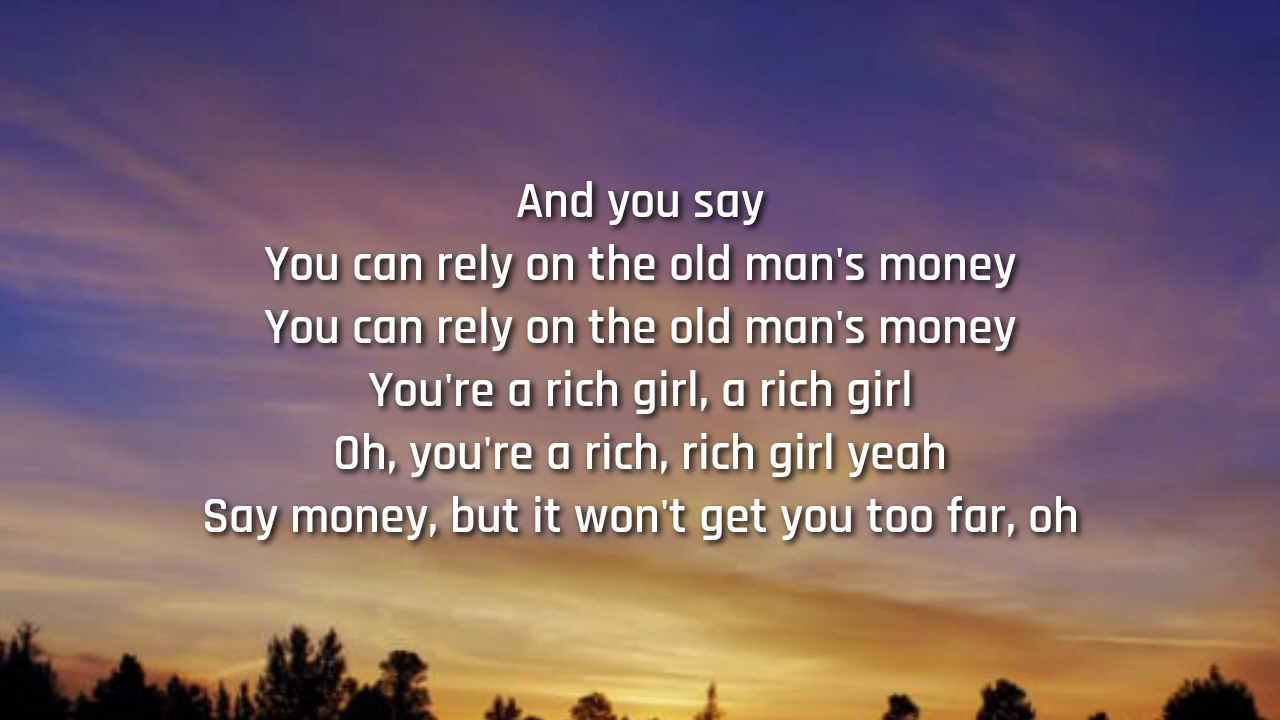 And you say
You can rely on the old man's money
You can rely on the old man's money
You're a rich girl, a rich girl
Oh, you're a rich, rich girl yeah
Say money, but it won't get you too far, oh